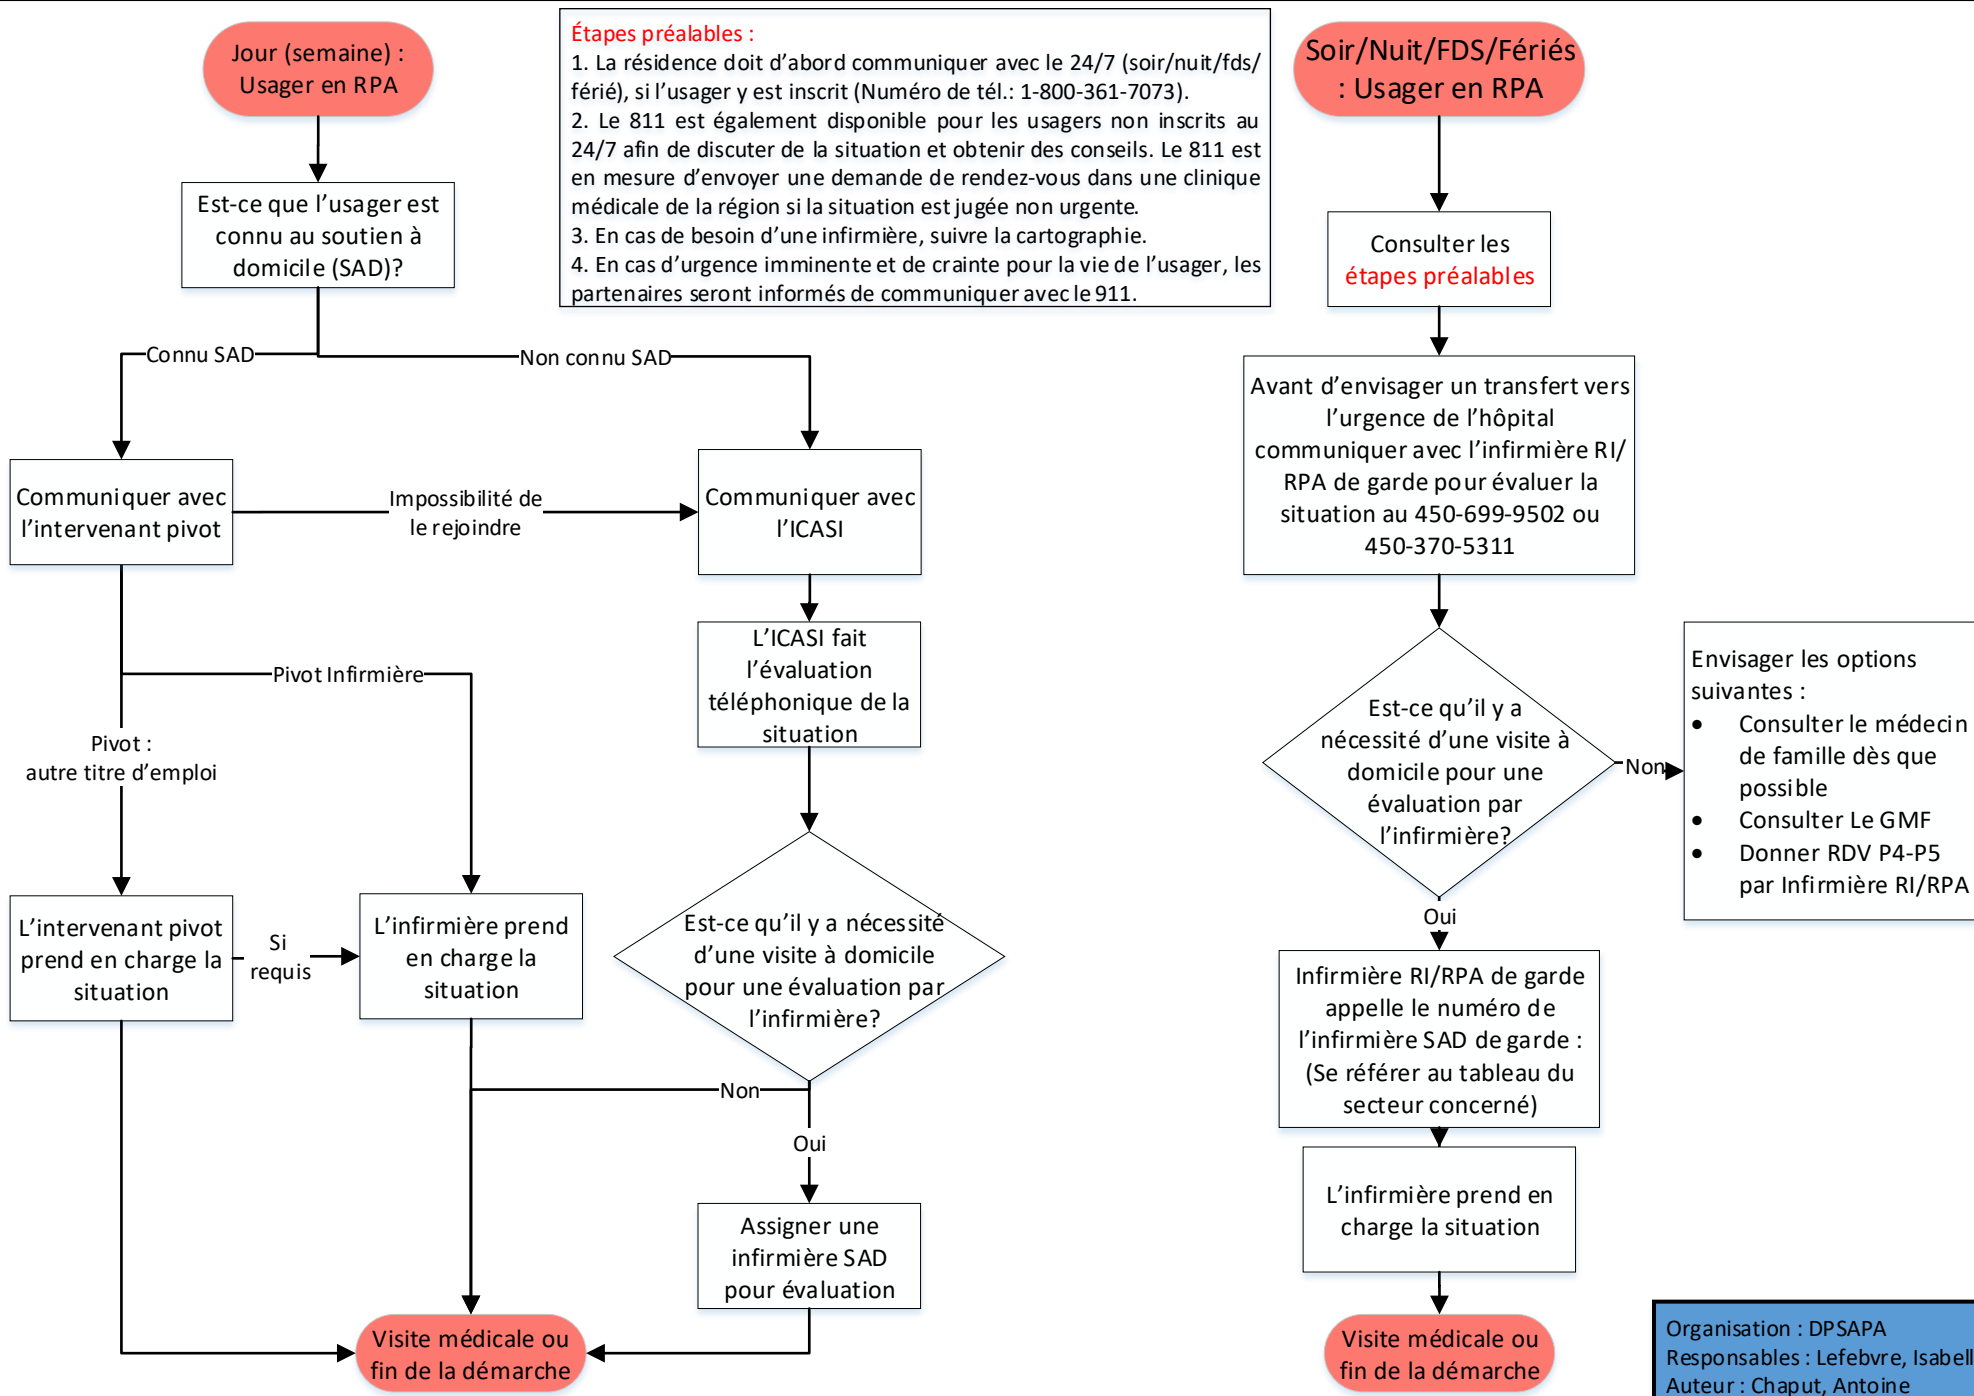 Jour (semaine) :
Usager en RPA
Est-ce que l’usager est
connu au soutien à
domicile (SAD)?
Connu SAD
Non connu SAD
Communiquer avec
l’intervenant pivot
Impossibilité de
le rejoindre
Communiquer avec
l’ICASI
L’ICASI fait
l’évaluation
téléphonique de la
situation
Pivot Infirmière
Pivot :
autre titre d’emploi
L’intervenant pivot
prend en charge la
situation
Si
requis
L’infirmière prend
en charge la
situation
Est-ce qu’il y a nécessité
d’une visite à domicile
pour une évaluation par
l’infirmière?
Non
Oui
Assigner une
infirmière SAD
pour évaluation
Visite médicale ou
fin de la démarche
Étapes préalables :
1. La résidence doit d’abord communiquer avec le 24/7 (soir/nuit/fds/
férié), si l’usager y est inscrit (Numéro de tél.: 1-800-361-7073).
2. Le 811 est également disponible pour les usagers non inscrits au
24/7 afin de discuter de la situation et obtenir des conseils. Le 811 est
en mesure d’envoyer une demande de rendez-vous dans une clinique
médicale de la région si la situation est jugée non urgente.
3. En cas de besoin d’une infirmière, suivre la cartographie.
4. En cas d’urgence imminente et de crainte pour la vie de l’usager, les
partenaires seront informés de communiquer avec le 911.
Soir/Nuit/FDS/Fériés
: Usager en RPA
Consulter les
étapes préalables
Avant d’envisager un transfert vers
l’urgence de l’hôpital
communiquer avec l’infirmière RI/
RPA de garde pour évaluer la
situation au 450-699-9502 ou
450-370-5311
Est-ce qu’il y a
nécessité d’une visite à
domicile pour une
évaluation par
l’infirmière?
Non
Envisager les options
suivantes :
• Consulter le médecin
de famille dès que
possible
• Consulter Le GMF
• Donner RDV P4-P5
par Infirmière RI/RPA
Oui
Infirmière RI/RPA de garde
appelle le numéro de
l’infirmière SAD de garde :
(Se référer au tableau du
secteur concerné)
L’infirmière prend en
charge la situation
Visite médicale ou
fin de la démarche
Organisation : DPSAPA
Responsables : Lefebvre, Isabell
Auteur : Chaput, Antoine